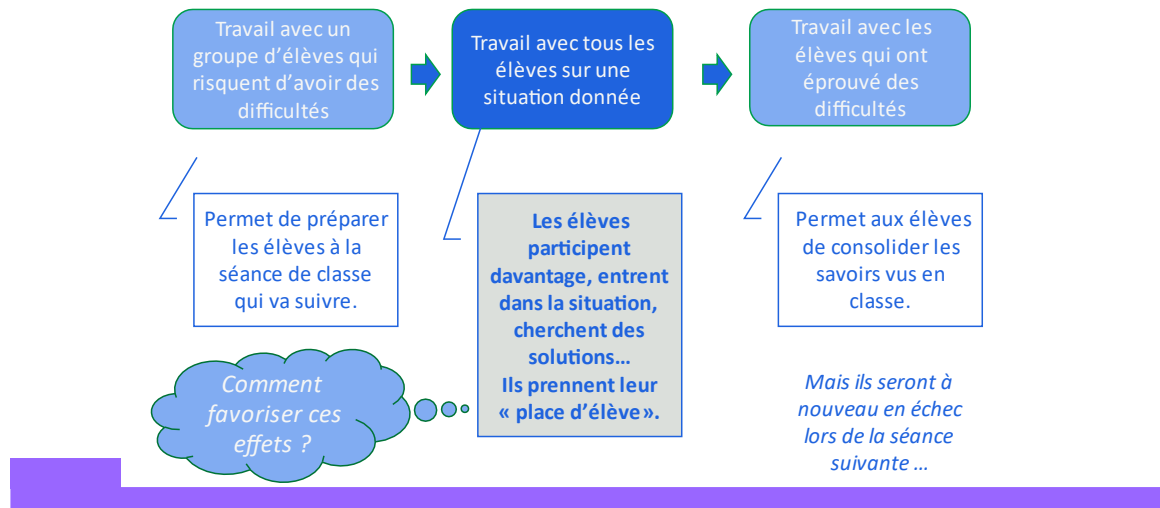 Travail avec un
groupe d'élèves qui
risquent d'avoir des
difficultés
Travail avec tous les
élèves sur une
situation donnée
Travail avec les
élèves qui ont
éprouvé des
difficultés
Permet de préparer
les élèves à la
séance de classe
qui va suivre.
Les élèves
participent
davantage, entrent
dans la situation,
cherchent des
solutions...
Ils prennent leur
« place d'élève».
Permet aux élèves
de consolider les
savoirs vus en
classe.
Comment
favoriser ces
effets ?
Mais ils seront à
nouveau en échec
lors de la séance
suivante ...